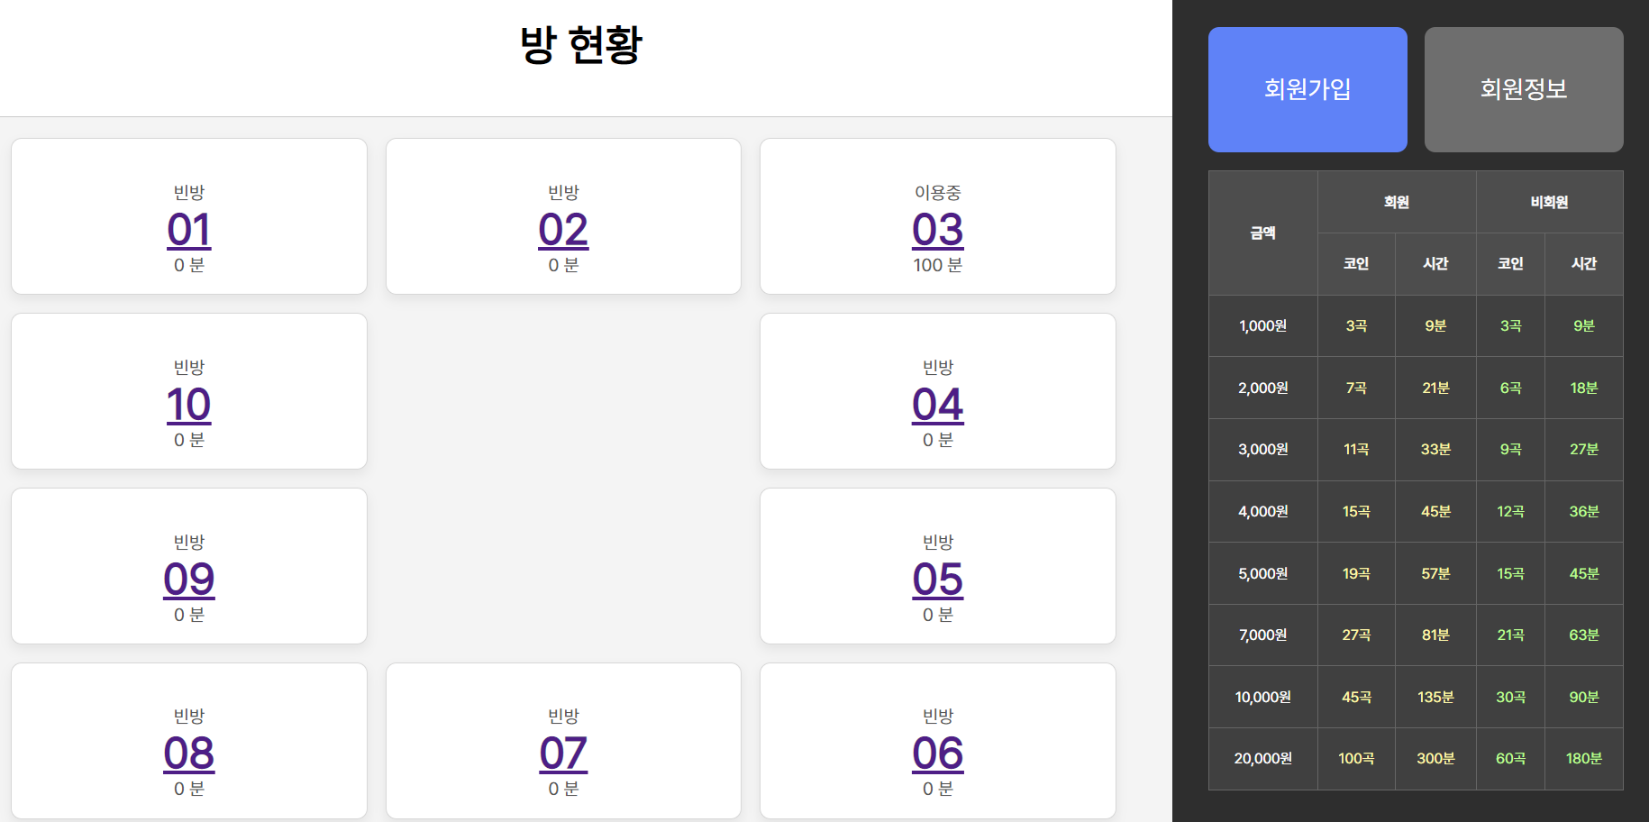 방 현황
빈방
01
0 분
빈방
02
0 분
이용중
03
100 분
빈방
10
0 분
빈방
04
0 분
빈방
09
0 분
빈방
05
0 분
빈방
08
0 분
빈방
07
0 분
빈방
06
0 분
회원가입
회원정보
금액 회원 비회원
코인 시간 코인 시간
1,000원 3곡 9분 3곡 9분
2,000원 7곡 21분 6곡 18분
3,000원 11곡 33분 9곡 27분
4,000원 15곡 45분 12곡 36분
5,000원 19곡 57분 15곡 45분
7,000원 27곡 81분 21곡 63분
10,000원 45곡 135분 30곡 90분
20,000원 100곡 300분 60곡 180분